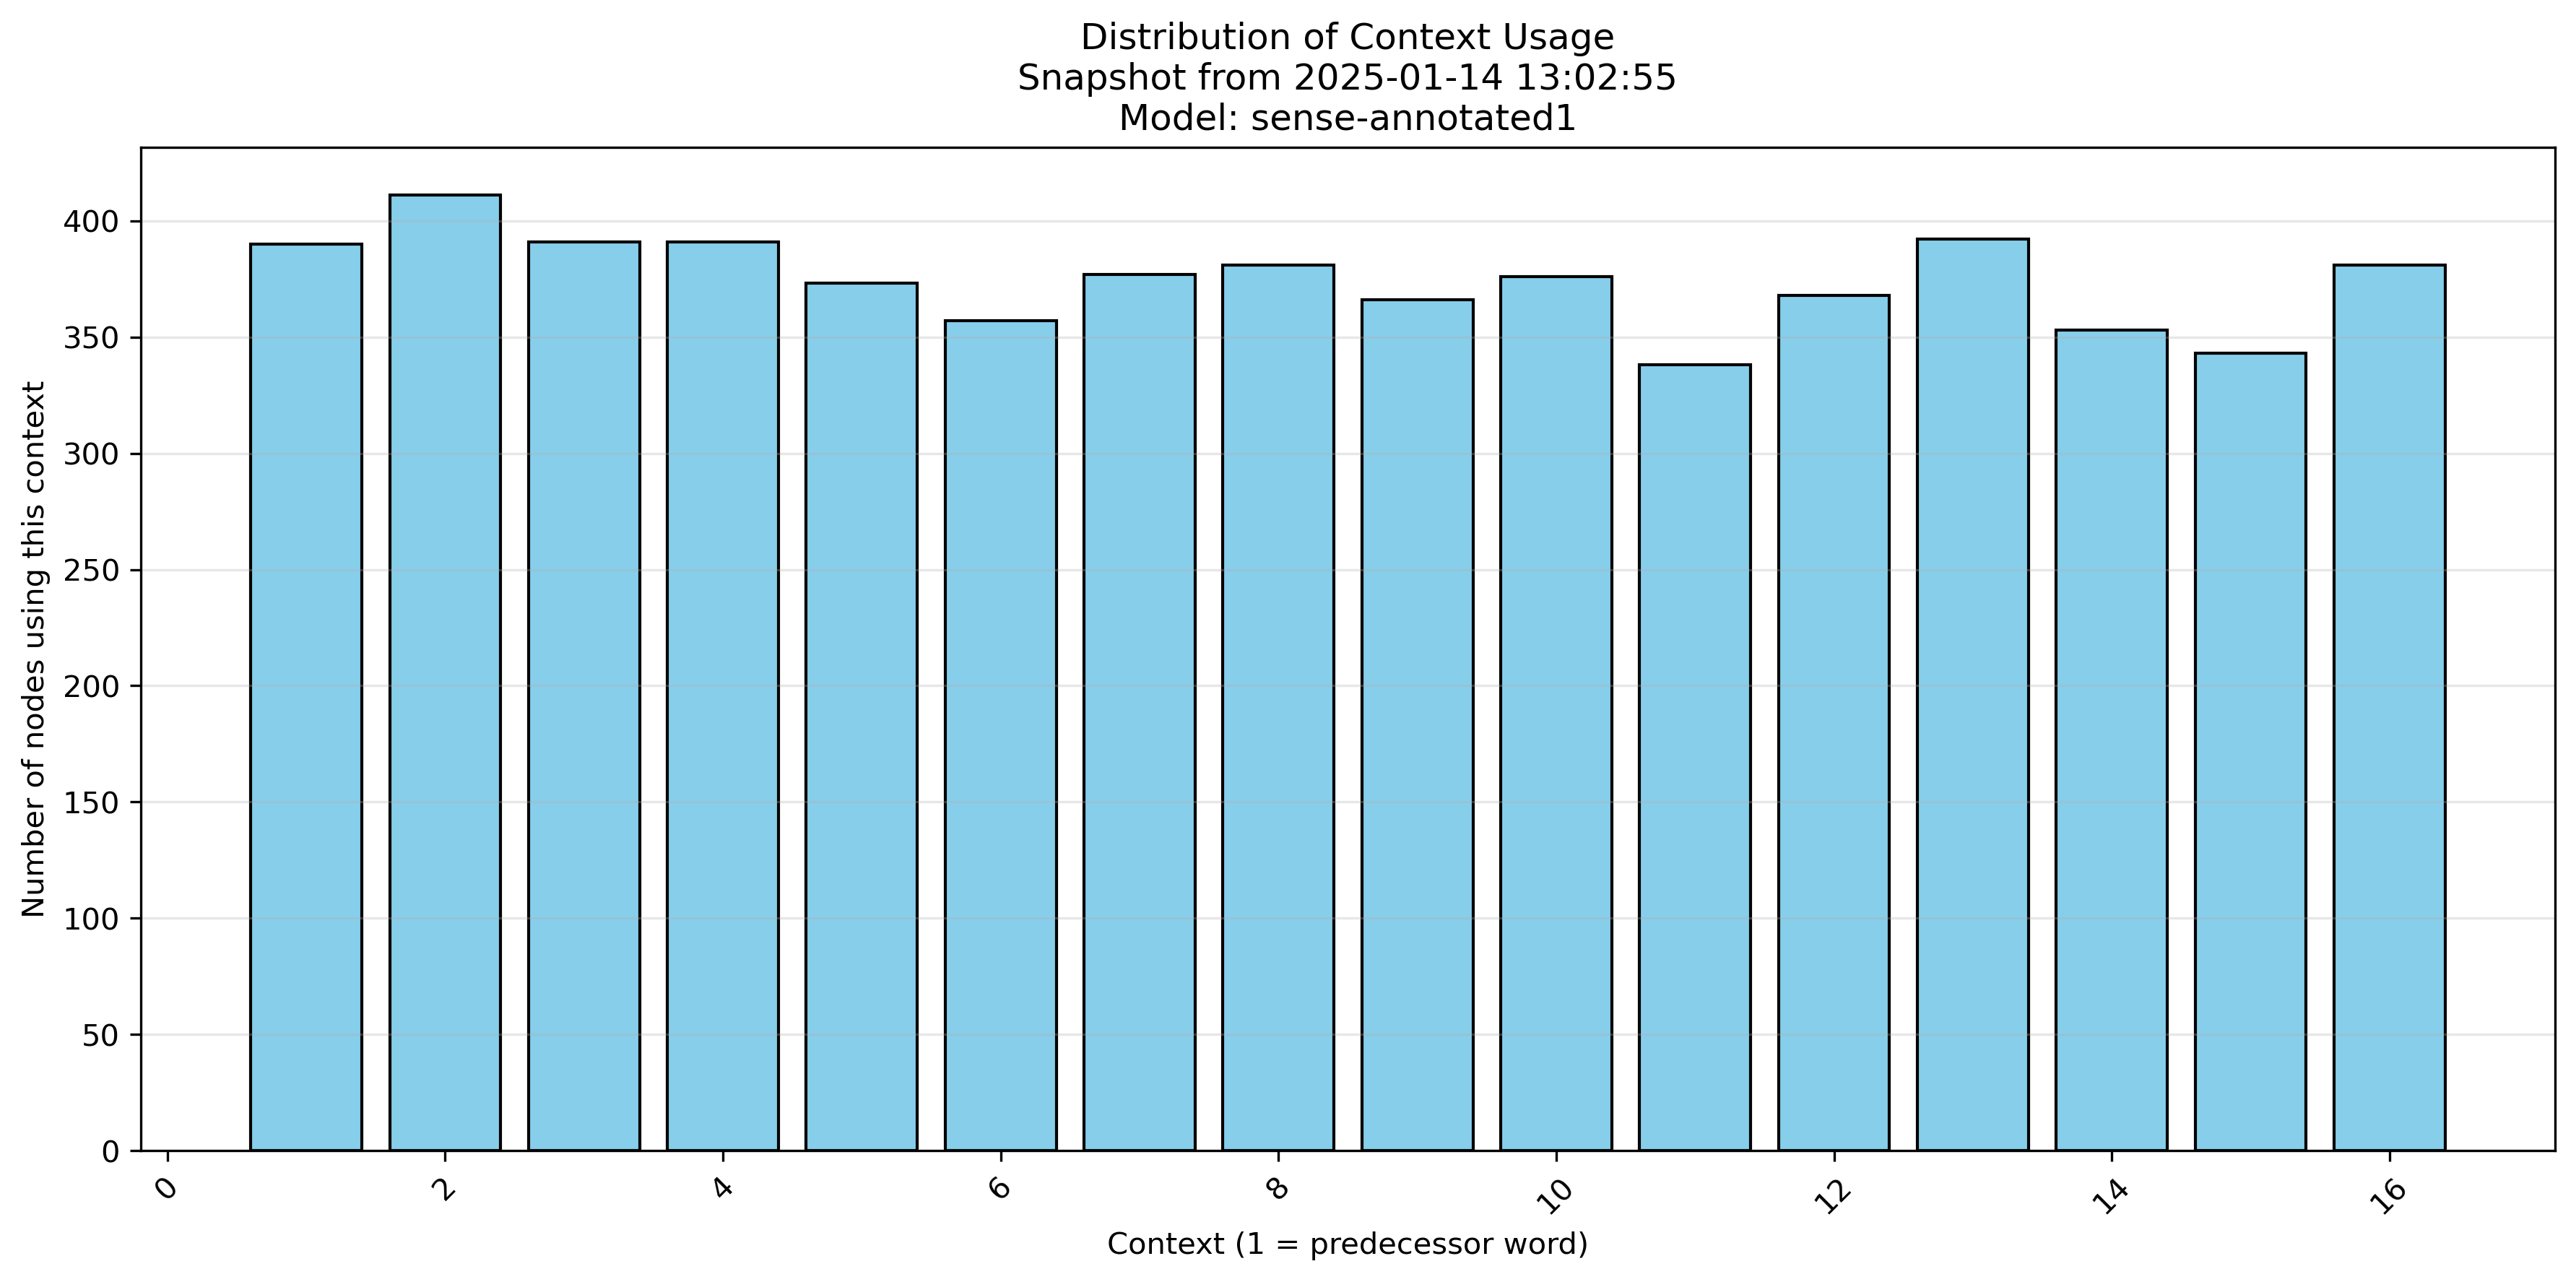 Distribution of Context Usage
Snapshot from 2025-01-14 13:02:55
Model: sense-annotated1
Number of nodes using this context
400
350
300
250
200
150
100
50
0
0 2 4 6 8 10 12 14 16
Context (1 = predecessor word)